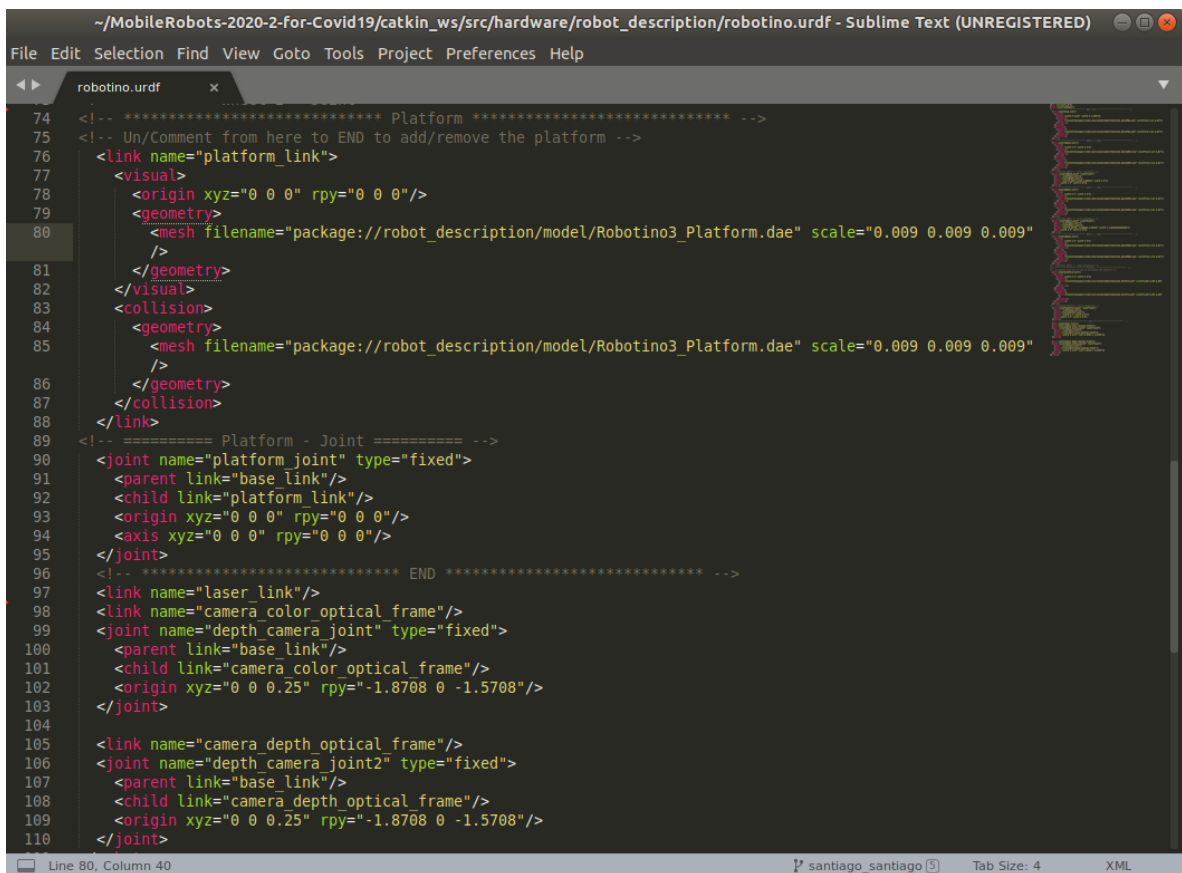 ~/MobileRobots-2020-2-for-Covid19/catkin_ws/src/hardware/robot_description/robotino.urdf - Sublime Text (UNREGISTERED)
File Edit Selection Find View Goto Tools Project Preferences Help
robotino.urdf ×
74 <!-- ***************************** Platform ***************************** -->
75 <!-- Un/Comment from here to END to add/remove the platform -->
76 <link name="platform_link">
77 <visual>
78 <origin xyz="0 0 0" rpy="0 0 0"/>
79 <geometry>
80 <mesh filename="package://robot_description/model/Robotino3_Platform.dae" scale="0.009 0.009 0.009"
/>
81 </geometry>
82 </visual>
83 <collision>
84 <geometry>
85 <mesh filename="package://robot_description/model/Robotino3_Platform.dae" scale="0.009 0.009 0.009"
/>
86 </geometry>
87 </collision>
88 </link>
89 <!-- ========== Platform - Joint ========== -->
90 <joint name="platform_joint" type="fixed">
91 <parent link="base_link"/>
92 <child link="platform_link"/>
93 <origin xyz="0 0 0" rpy="0 0 0"/>
94 <axis xyz="0 0 0" rpy="0 0 0"/>
95 </joint>
96 <!-- ***************************** END ***************************** -->
97 <link name="laser_link"/>
98 <link name="camera_color_optical_frame"/>
99 <joint name="depth_camera_joint" type="fixed">
100 <parent link="base_link"/>
101 <child link="camera_color_optical_frame"/>
102 <origin xyz="0 0 0.25" rpy="-1.8708 0 -1.5708"/>
103 </joint>
104
105 <link name="camera_depth_optical_frame"/>
106 <joint name="depth_camera_joint2" type="fixed">
107 <parent link="base_link"/>
108 <child link="camera_depth_optical_frame"/>
109 <origin xyz="0 0 0.25" rpy="-1.8708 0 -1.5708"/>
110 </joint>
Line 80, Column 40 santiago_santiago 5 Tab Size: 4 XML